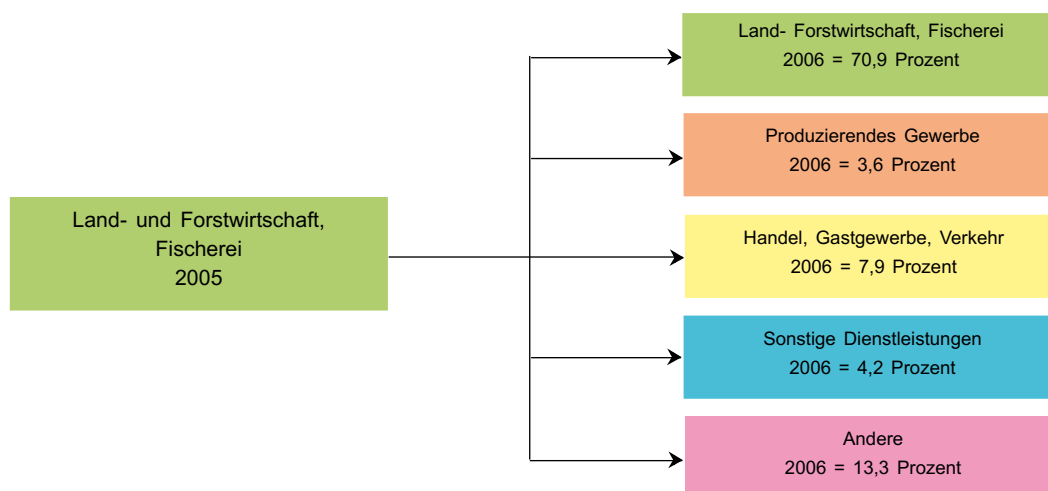 Land- und Forstwirtschaft,
Fischerei
2005
Land- Forstwirtschaft, Fischerei
2006 = 70,9 Prozent
Produzierendes Gewerbe
2006 = 3,6 Prozent
Handel, Gastgewerbe, Verkehr
2006 = 7,9 Prozent
Sonstige Dienstleistungen
2006 = 4,2 Prozent
Andere
2006 = 13,3 Prozent